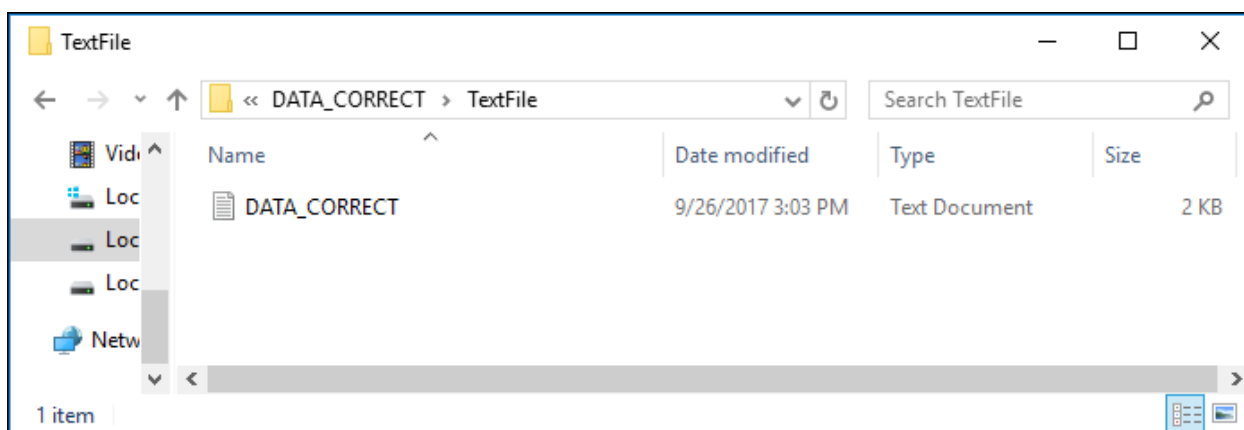 TextFile
« DATA_CORRECT > TextFile
Search TextFile
Name Date modified Type Size
DATA_CORRECT 9/26/2017 3:03 PM Text Document 2 KB
Vide
Loc
Loc
Loc
Netw
1 item